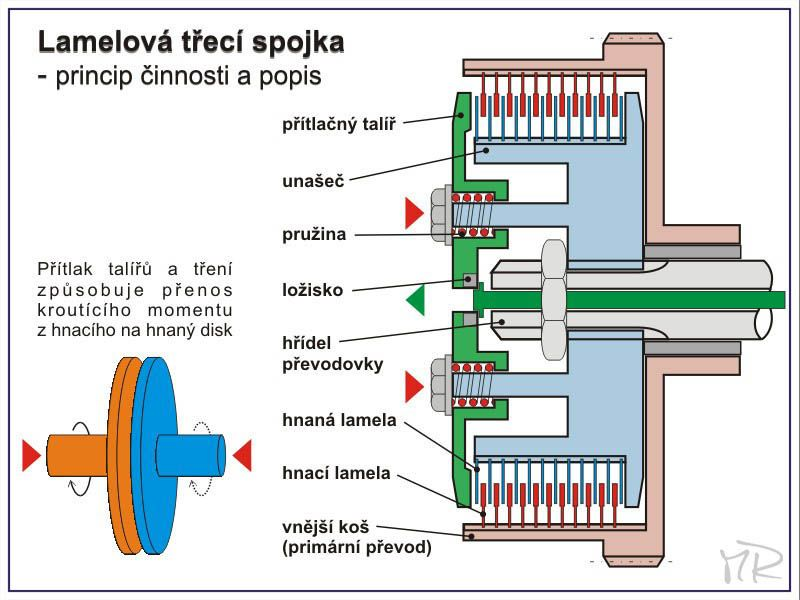 Lamelová třecí spojka
- princip činnosti a popis
přítlačný talíř
unašeč
pružina
Přítlak talířů a tření
způsobuje přenos
kroutícího momentu
z hnacího na hnaný disk
ložisko
hřídel
převodovky
hnaná lamela
hnací lamela
vnější koš
(primární převod)
MR